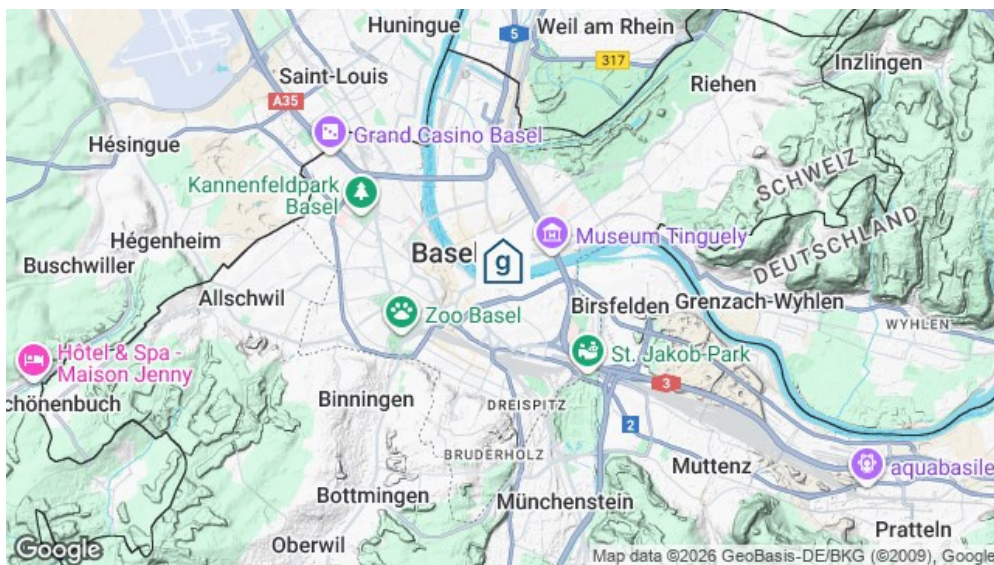 Huningue
Weil am Rhein
5
317
Inzlingen
Saint-Louis
Riehen
A35
Grand Casino Basel
Hésingue
SCHWEIZ
Kannenfeldpark
Basel
DEUTSCHLAND
Hégenheim
Museum Tinguely
Basel
g
Buschwiller
Allschwil
Birsfelden
Grenzach-Wyhlen
Zoo Basel
WYHLEN
Hôtel & Spa -
Maison Jenny
St. Jakob-Park
3
chönenbuch
Binningen
DREISPITZ
2
BRUDERHOLZ
Muttenz
aquabasile
Bottmingen
Münchenstein
Pratteln
Oberwil
Google
Map data ©2026 GeoBasis-DE/BKG (©2009), Google